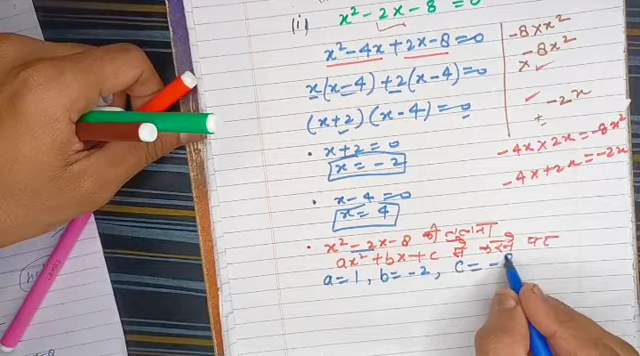 (i) x² - 2x - 8 = 0
x² - 4x + 2x - 8 = 0
x(x-4) + 2(x-4) = 0
(x+2) (x-4) = 0
• x + 2 = 0
x = -2
• x - 4 = 0
x = 4
• x² - 2x - 8 की तुलना
ax² + bx + c से करने पर
a = 1, b = -2, c = -8
-8 x x²
x -8x²
-2x
+
-4x x 2x = -8x²
-4x + 2x = -2x